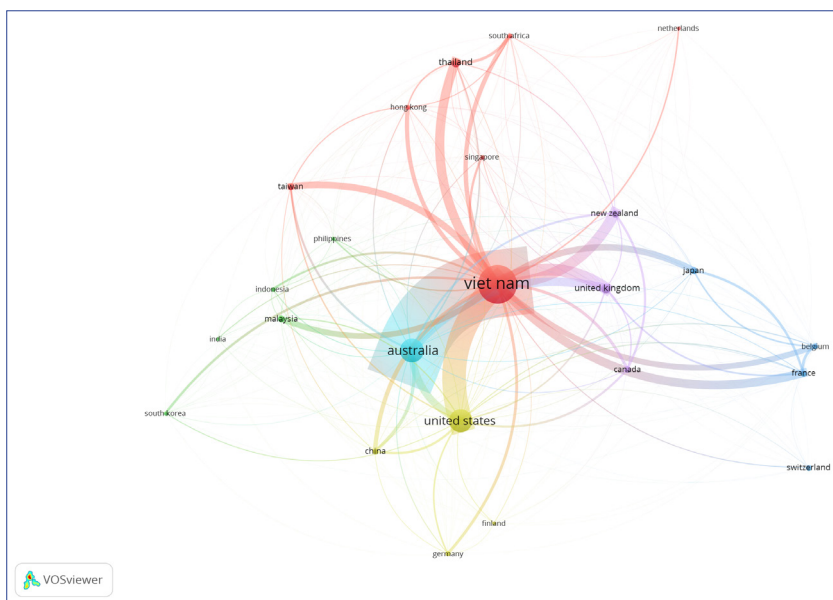 netherlands
south africa
thailand
hong kong
singapore
taiwan
new zealand
philippines
japan
viet nam
united kingdom
indonesia
malaysia
india
belgium
australia
canada
france
south korea
united states
china
switzerland
finland
germany
VOSviewer